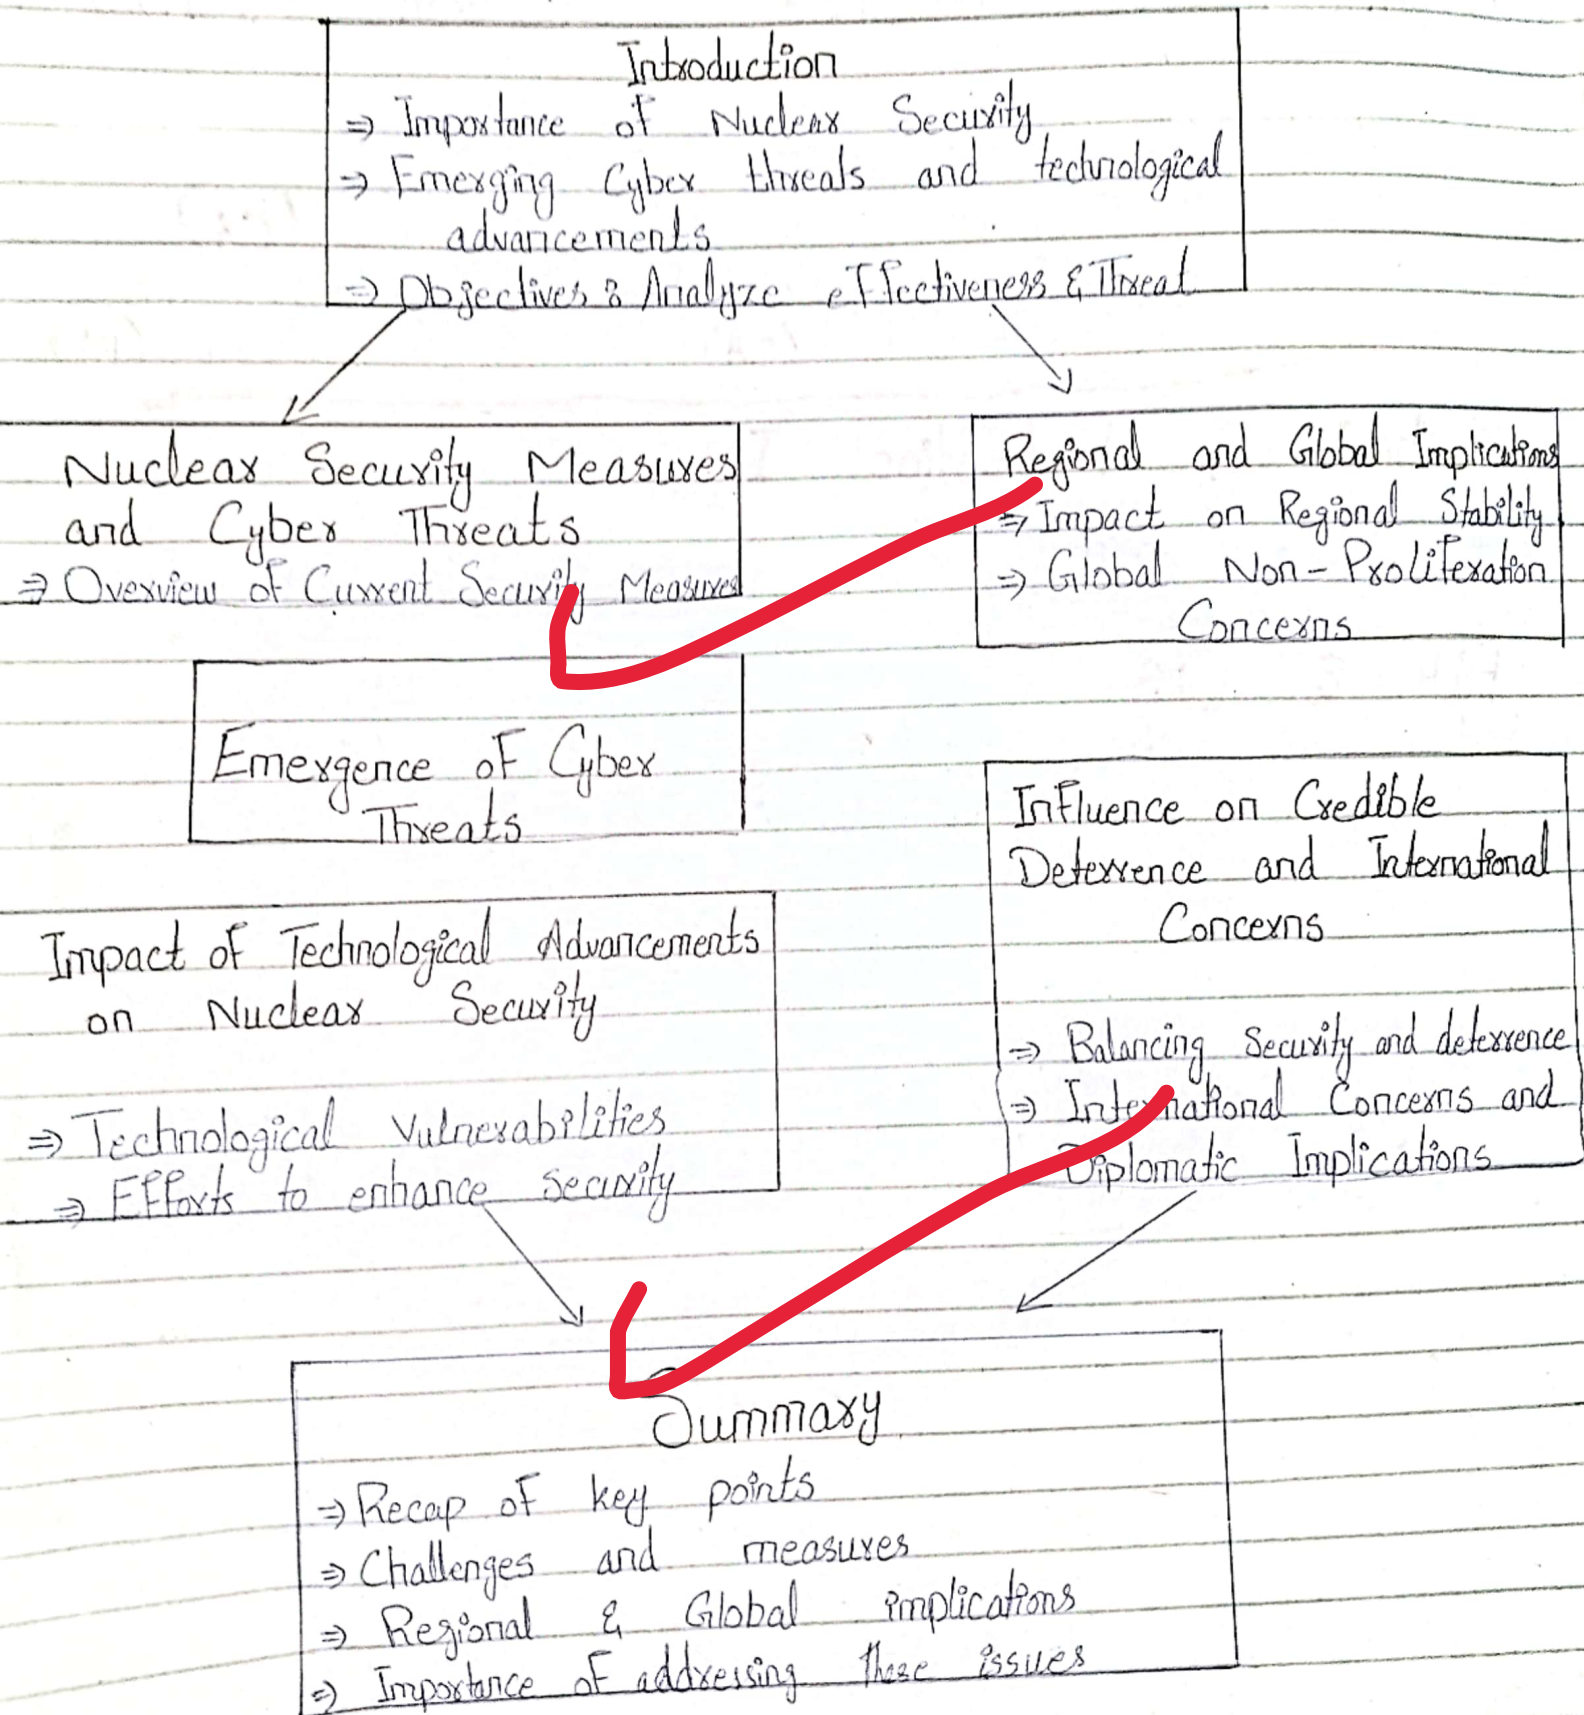 Introduction
⇒ Importance of Nuclear Security
⇒ Emerging Cyber threats and technological
advancements
⇒ Objectives : Analyze effectiveness & Threat
Nuclear Security Measures
and Cyber Threats
⇒ Overview of Current Security Measures
Regional and Global Implications
⇒ Impact on Regional Stability
⇒ Global Non-Proliferation
Concerns
Emergence of Cyber
Threats
Influence on Credible
Deterrence and International
Concerns
⇒ Balancing Security and deterrence
⇒ International Concerns and
Diplomatic Implications
Impact of Technological Advancements
on Nuclear Security
⇒ Technological Vulnerabilities
⇒ Efforts to enhance security
Summary
⇒ Recap of key points
⇒ Challenges and measures
⇒ Regional & Global implications
⇒ Importance of addressing these issues